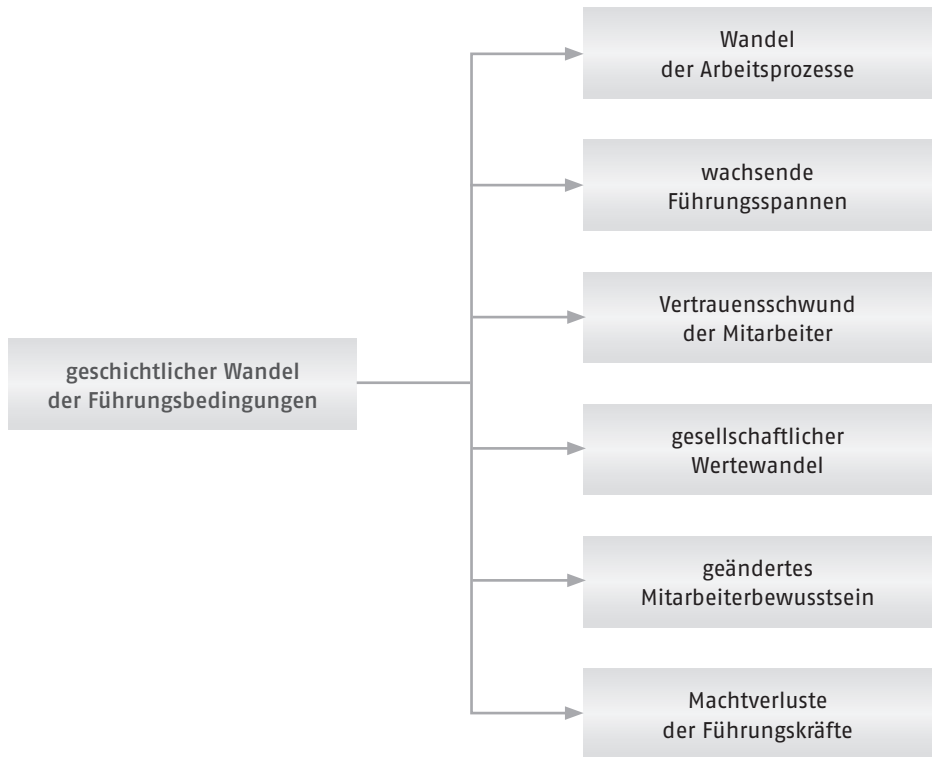 Wandel
der Arbeitsprozesse
wachsende
Führungsspannen
Vertrauensschwund
der Mitarbeiter
geschichtlicher Wandel
der Führungsbedingungen
gesellschaftlicher
Wertewandel
geändertes
Mitarbeiterbewusstsein
Machtverluste
der Führungskräfte